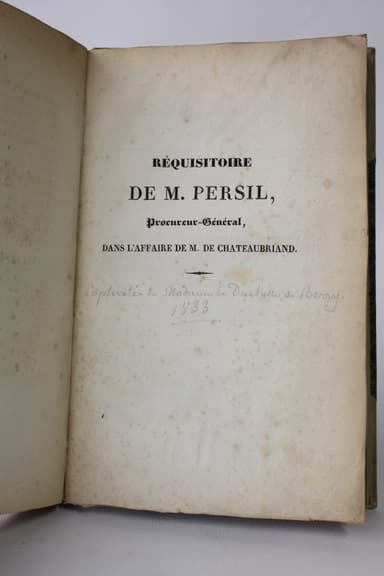 RÉQUISITOIRE
DE M. PERSIL,
Procureur-Général,
DANS L'AFFAIRE DE M. DE CHATEAUBRIAND.
Madame la Duchesse de Berry
1833